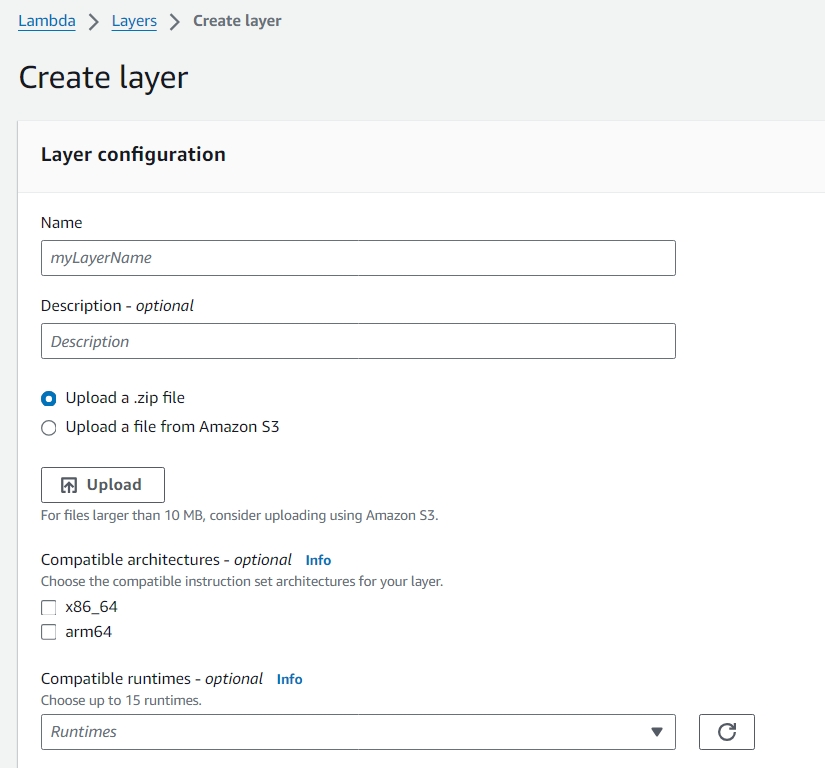 Lambda > Layers > Create layer
Create layer
Layer configuration
Name
myLayerName
Description - optional
Description
Upload a .zip file
Upload a file from Amazon S3
Upload
For files larger than 10 MB, consider uploading using Amazon S3.
Compatible architectures - optional Info
Choose the compatible instruction set architectures for your layer.
x86_64
arm64
Compatible runtimes - optional Info
Choose up to 15 runtimes.
Runtimes